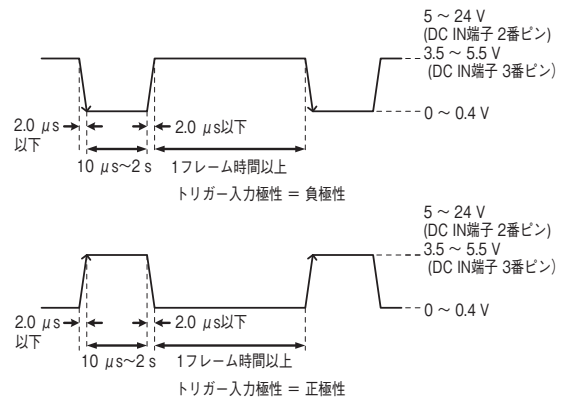 5 ～ 24 V
(DC IN端子 2番ピン)
3.5 ～ 5.5 V
(DC IN端子 3番ピン)
0 ～ 0.4 V
2.0 μs
以下
2.0 μs以下
10 μs~2 s
1フレーム時間以上
トリガー入力極性 ＝ 負極性
5 ～ 24 V
(DC IN端子 2番ピン)
3.5 ～ 5.5 V
(DC IN端子 3番ピン)
0 ～ 0.4 V
2.0 μs
以下
2.0 μs以下
10 μs~2 s
1フレーム時間以上
トリガー入力極性 ＝ 正極性